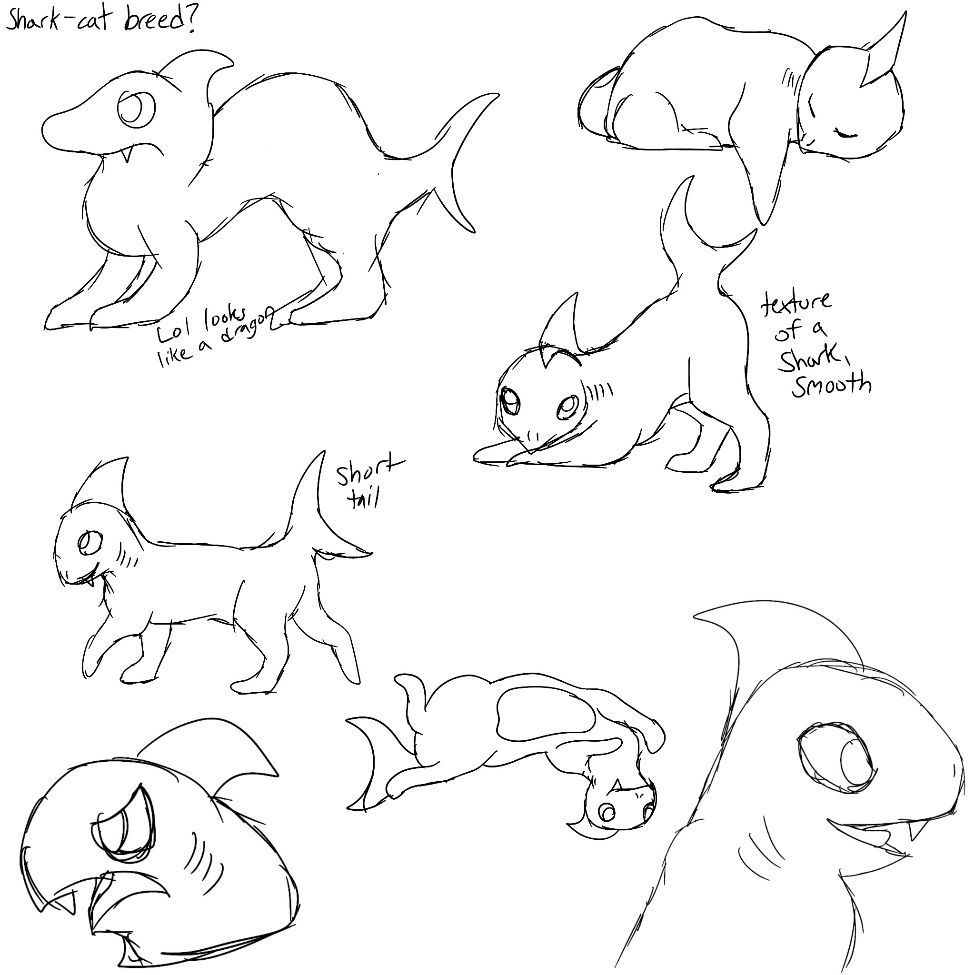 Shark-cat breed?
Lol looks
like a dragon
texture
of a
Shark,
Smooth
short
tail